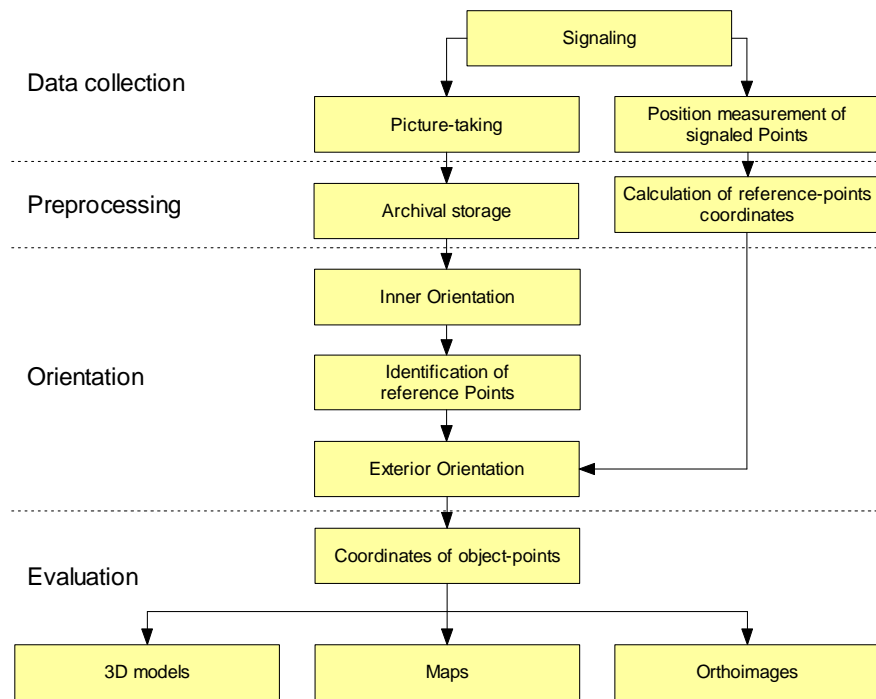 Signaling
Data collection
Picture-taking
Position measurement of
signaled Points
Preprocessing
Archival storage
Calculation of reference-points
coordinates
Inner Orientation
Orientation
Identification of
reference Points
Exterior Orientation
Coordinates of object-points
Evaluation
3D models
Maps
Orthoimages